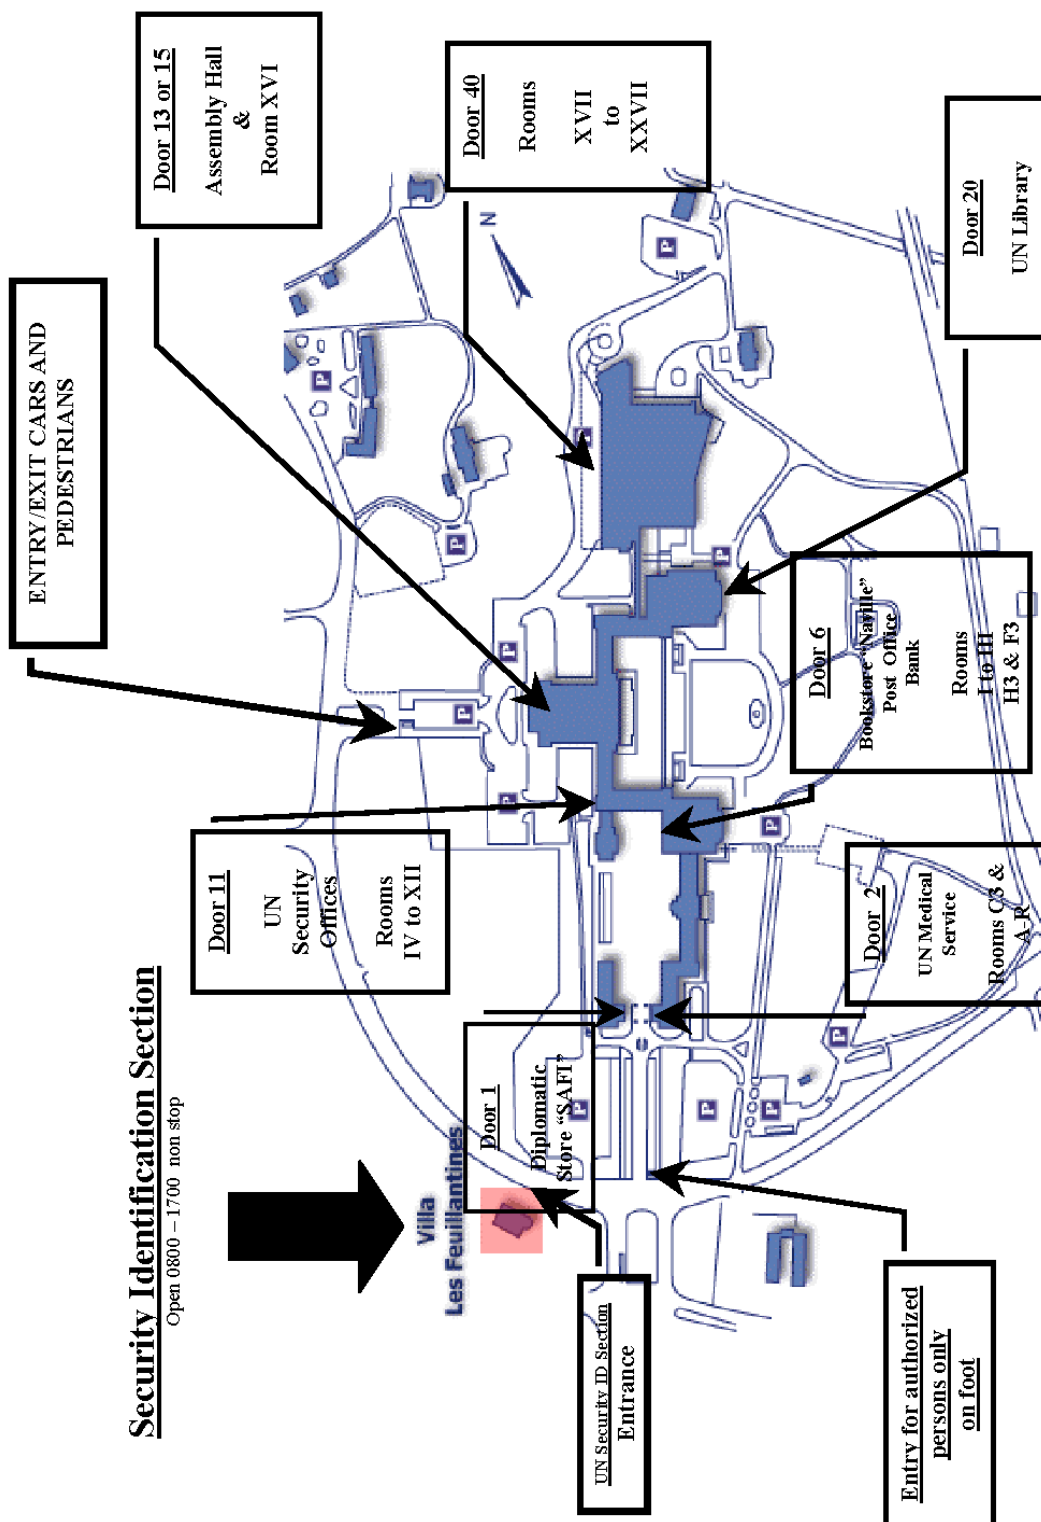 Security Identification Section
Open 0800 – 1700 non stop
ENTRY/EXIT CARS AND
PEDESTRIANS
Door 13 or 15
Assembly Hall
&
Room XVI
Door 40
Rooms
XVII
to
XXVII
N
Door 20
UN Library
Door 11
UN
Security
Offices
Rooms
IV to XII
Door 6
Bookstore “Naville”
Post Office
Bank
Rooms
I to III
H3 & F3
Door 2
UN Medical
Service
Rooms C3 &
A-R
Door 1
Diplomatic
Store “SAFI”
Villa
Les Feuillantines
UN Security ID Section
Entrance
Entry for authorized
persons only
on foot
P
P
P
P
P
P
P
P
P
P
P
P
P